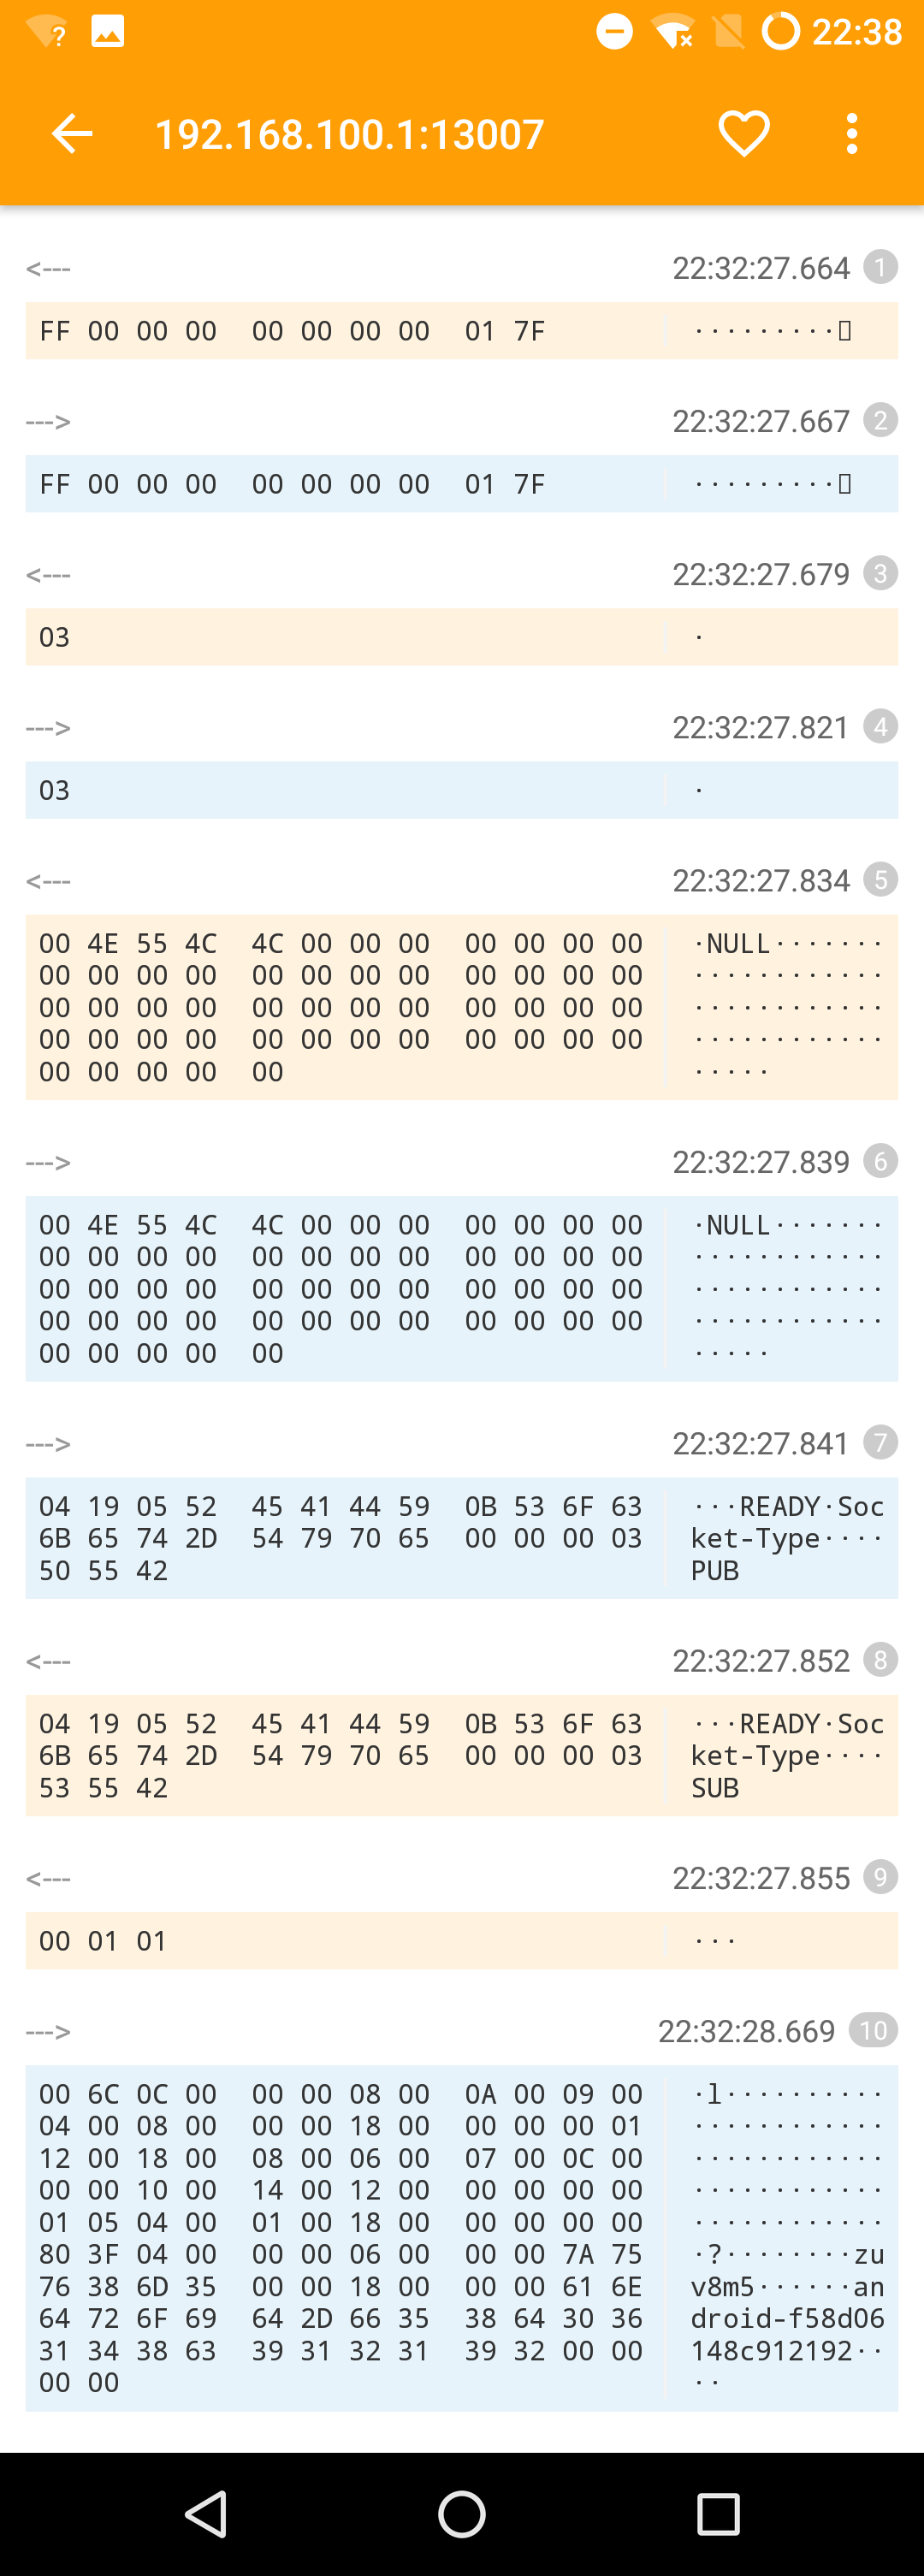 22:38
192.168.100.1:13007
<--- 22:32:27.664 1
FF 00 00 00 00 00 00 00 01 7F ·········▯
---> 22:32:27.667 2
FF 00 00 00 00 00 00 00 01 7F ·········▯
<--- 22:32:27.679 3
03 ·
---> 22:32:27.821 4
03 ·
<--- 22:32:27.834 5
00 4E 55 4C 4C 00 00 00 00 00 00 00 ·NULL·······
00 00 00 00 00 00 00 00 00 00 00 00 ············
00 00 00 00 00 00 00 00 00 00 00 00 ············
00 00 00 00 00 00 00 00 00 00 00 00 ············
00 00 00 00 00 ·····
---> 22:32:27.839 6
00 4E 55 4C 4C 00 00 00 00 00 00 00 ·NULL·······
00 00 00 00 00 00 00 00 00 00 00 00 ············
00 00 00 00 00 00 00 00 00 00 00 00 ············
00 00 00 00 00 00 00 00 00 00 00 00 ············
00 00 00 00 00 ·····
---> 22:32:27.841 7
04 19 05 52 45 41 44 59 0B 53 6F 63 ···READY·Soc
6B 65 74 2D 54 79 70 65 00 00 00 03 ket-Type····
50 55 42 PUB
<--- 22:32:27.852 8
04 19 05 52 45 41 44 59 0B 53 6F 63 ···READY·Soc
6B 65 74 2D 54 79 70 65 00 00 00 03 ket-Type····
53 55 42 SUB
<--- 22:32:27.855 9
00 01 01 ···
---> 22:32:28.669 10
00 6C 0C 00 00 00 08 00 0A 00 09 00 ·l··········
04 00 08 00 00 00 18 00 00 00 00 01 ············
12 00 18 00 08 00 06 00 07 00 0C 00 ············
00 00 10 00 14 00 12 00 00 00 00 00 ············
01 05 04 00 01 00 18 00 00 00 00 00 ············
80 3F 04 00 00 00 06 00 00 00 7A 75 ·?········zu
76 38 6D 35 00 00 18 00 00 00 61 6E v8m5······an
64 72 6F 69 64 2D 66 35 38 64 30 36 droid-f58d06
31 34 38 63 39 31 32 31 39 32 00 00 148c912192··
00 00 ··